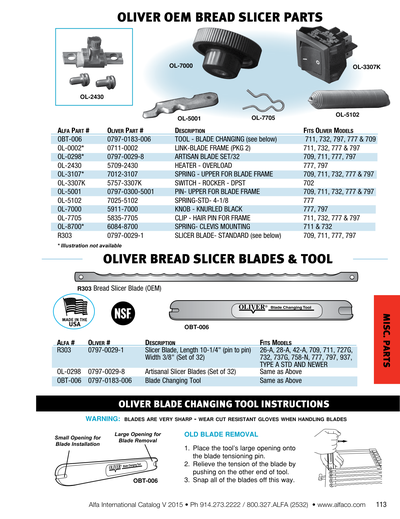 OLIVER OEM BREAD SLICER PARTS
OL-7000
OL-3307K
OL-2430
OL-5001
OL-7705
OL-5102
ALFA PART # OLIVER PART # DESCRIPTION FITS OLIVER MODELS
OBT-006 0797-0183-006 TOOL - BLADE CHANGING (see below) 711, 732, 797, 777 & 709
OL-0002* 0711-0002 LINK-BLADE FRAME (PKG 2) 711, 732, 797 & 797
OL-0298* 0797-0029-8 ARTISAN BLADE SET/32 709, 711, 777, 797
OL-2430 5709-2430 HEATER - OVERLOAD 777, 797
OL-3107* 7012-3107 SPRING - UPPER FOR BLADE FRAME 709, 711, 732, 777 & 797
OL-3307K 5757-3307K SWITCH - ROCKER - DPST 702
OL-5001 0797-0300-5001 PIN- UPPER FOR BLADE FRAME 709, 711, 732, 777 & 797
OL-5102 7025-5102 SPRING-STD- 4-1/8 777
OL-7000 5911-7000 KNOB - KNURLED BLACK 777, 797
OL-7705 5835-7705 CLIP - HAIR PIN FOR FRAME 711, 732, 777 & 797
OL-8700* 6084-8700 SPRING- CLEVIS MOUNTING 711 & 732
R303 0797-0029-1 SLICER BLADE- STANDARD (see below) 709, 711, 777, 797
* Illustration not available
OLIVER BREAD SLICER BLADES & TOOL
R303 Bread Slicer Blade (OEM)
MADE IN THE
USA
NSF
OLIVER Blade Changing Tool
OBT-006
ALFA # OLIVER # DESCRIPTION FITS MODELS
R303 0797-0029-1 Slicer Blade, Length 10-1/4" (pin to pin) 26-A, 28-A, 42-A, 709, 711, 727G,
Width 3/8" (Set of 32) 732, 737G, 758-N, 777, 797, 937,
TYPE A STD AND NEWER
OL-0298 0797-0029-8 Artisanal Slicer Blades (Set of 32) Same as Above
OBT-006 0797-0183-006 Blade Changing Tool Same as Above
MISC. PARTS
OLIVER BLADE CHANGING TOOL INSTRUCTIONS
WARNING: BLADES ARE VERY SHARP - WEAR CUT RESISTANT GLOVES WHEN HANDLING BLADES
Small Opening for
Blade Installation
Large Opening for
Blade Removal
OLIVER
OBT-006
OLD BLADE REMOVAL
1. Place the tool's large opening onto
the blade tensioning pin.
2. Relieve the tension of the blade by
pushing on the other end of tool.
3. Snap all of the blades off this way.
Alfa International Catalog V 2015 • Ph 914.273.2222 / 800.327.ALFA (2532) • www.alfaco.com 113